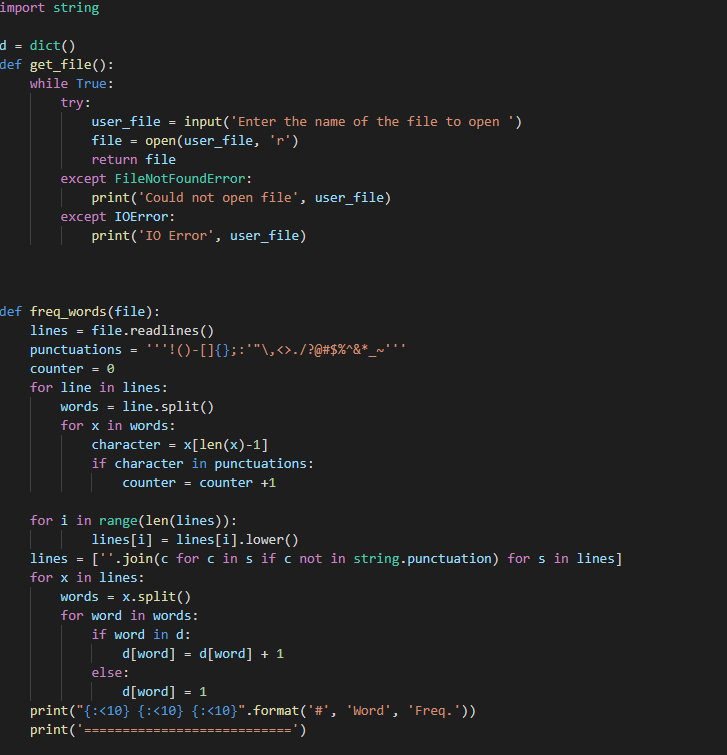 import string

d = dict()
def get_file():
    while True:
        try:
            user_file = input('Enter the name of the file to open ')
            file = open(user_file, 'r')
            return file
        except FileNotFoundError:
            print('Could not open file', user_file)
        except IOError:
            print('IO Error', user_file)

def freq_words(file):
    lines = file.readlines()
    punctuations = '''!()-[]{};:'"\,<>./?@#$%^&*_~'''
    counter = 0
    for line in lines:
        words = line.split()
        for x in words:
            character = x[len(x)-1]
            if character in punctuations:
                counter = counter +1

    for i in range(len(lines)):
            lines[i] = lines[i].lower()
    lines = [''.join(c for c in s if c not in string.punctuation) for s in lines]
    for x in lines:
        words = x.split()
        for word in words:
            if word in d:
                d[word] = d[word] + 1
            else:
                d[word] = 1
    print("{:<10} {:<10} {:<10}".format('#', 'Word', 'Freq.'))
    print('===========================')